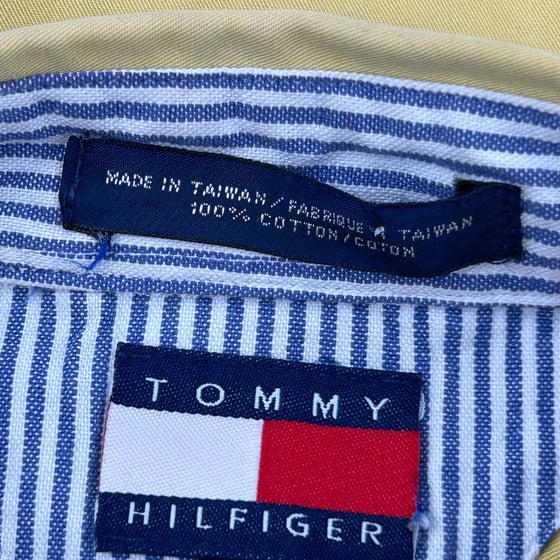 MADE IN TAIWAN / FABRIQUE A TAIWAN
100% COTTON / COTON
TOMMY
HILFIGER